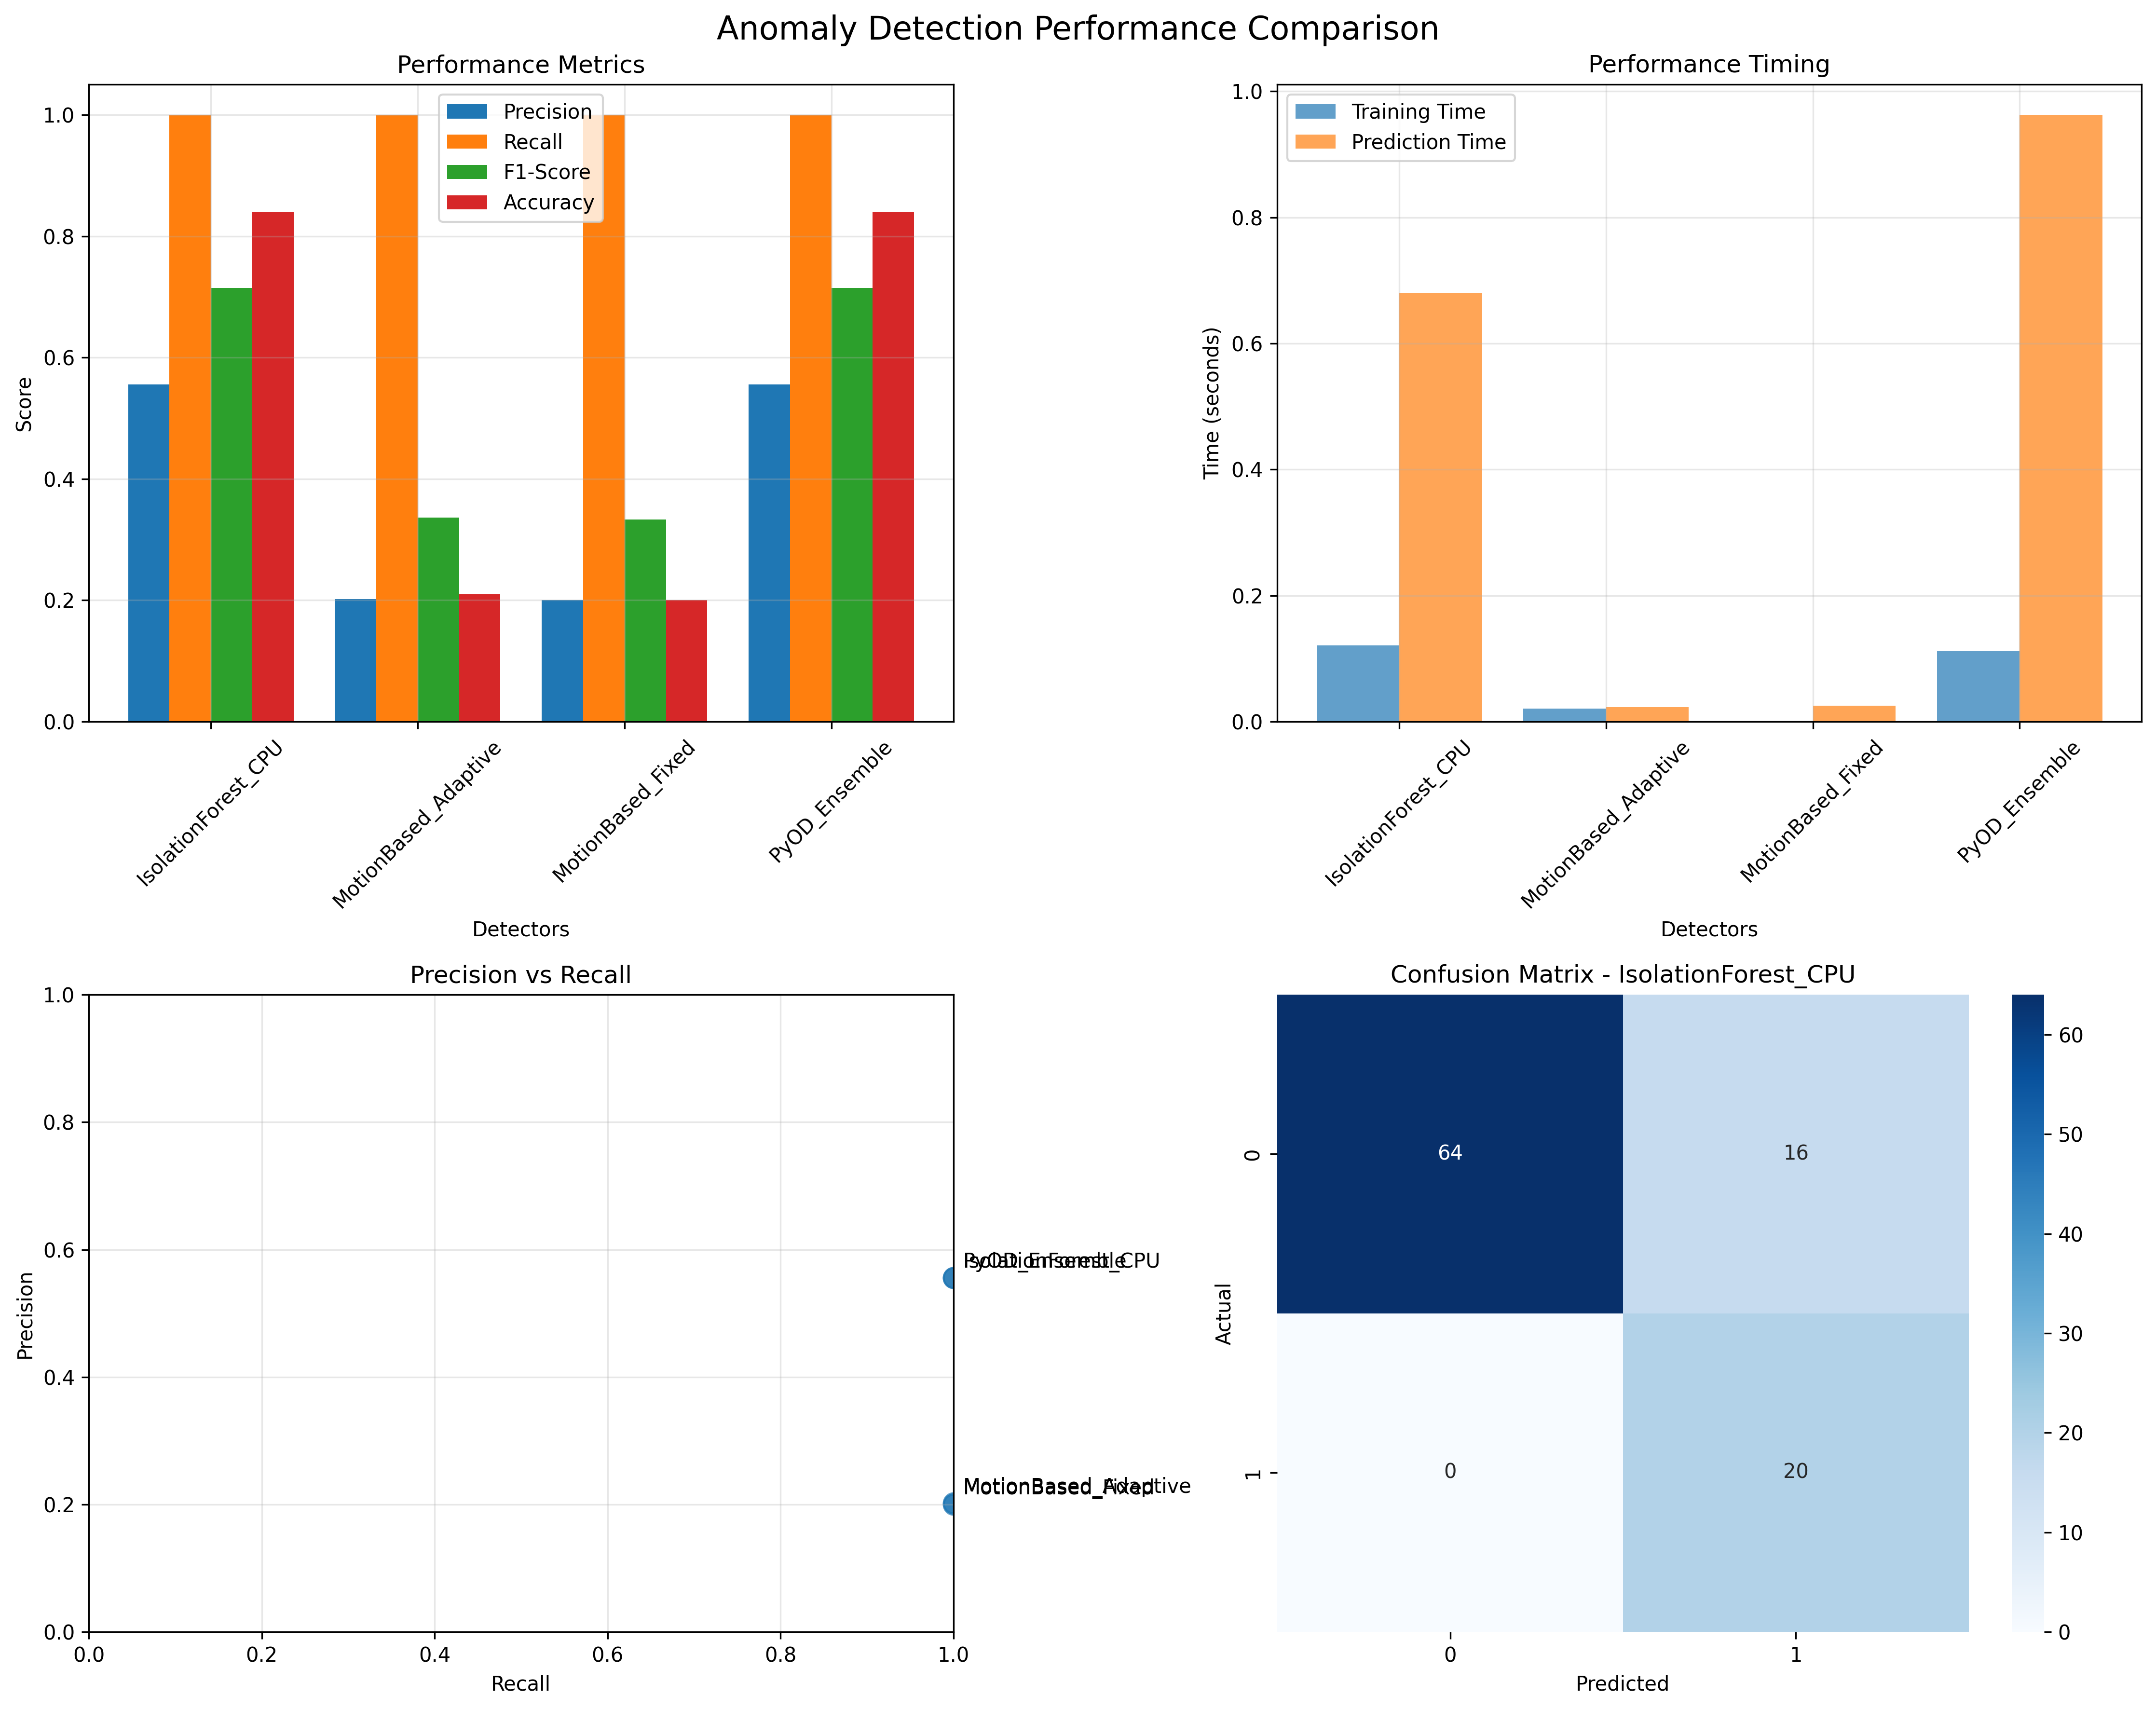 Anomaly Detection Performance Comparison
Performance Metrics
Score
1.0
0.8
0.6
0.4
0.2
0.0
Precision
Recall
F1-Score
Accuracy
IsolationForest_CPU
MotionBased_Adaptive
MotionBased_Fixed
PyOD_Ensemble
Detectors
Performance Timing
Time (seconds)
1.0
0.8
0.6
0.4
0.2
0.0
Training Time
Prediction Time
IsolationForest_CPU
MotionBased_Adaptive
MotionBased_Fixed
PyOD_Ensemble
Detectors
Precision vs Recall
Precision
1.0
0.8
0.6
0.4
0.2
0.0
IsolationForest_CPU
PyOD_Ensemble
MotionBased_Adaptive
MotionBased_Fixed
0.0 0.2 0.4 0.6 0.8 1.0
Recall
Confusion Matrix - IsolationForest_CPU
Actual
0
1
64 16
0 20
0 1
Predicted
60
50
40
30
20
10
0